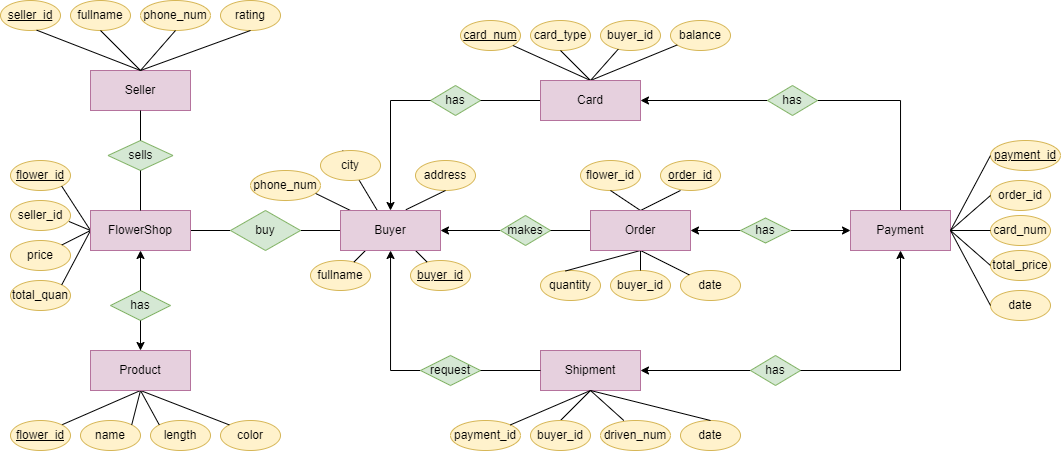 seller_id
fullname
phone_num
rating
Seller
sells
flower_id
seller_id
price
total_quan
FlowerShop
has
Product
flower_id
name
length
color
buy
phone_num
city
address
Buyer
fullname
buyer_id
card_num
card_type
buyer_id
balance
has
Card
has
flower_id
order_id
makes
Order
has
quantity
buyer_id
date
request
Shipment
has
payment_id
buyer_id
driven_num
date
Payment
payment_id
order_id
card_num
total_price
date